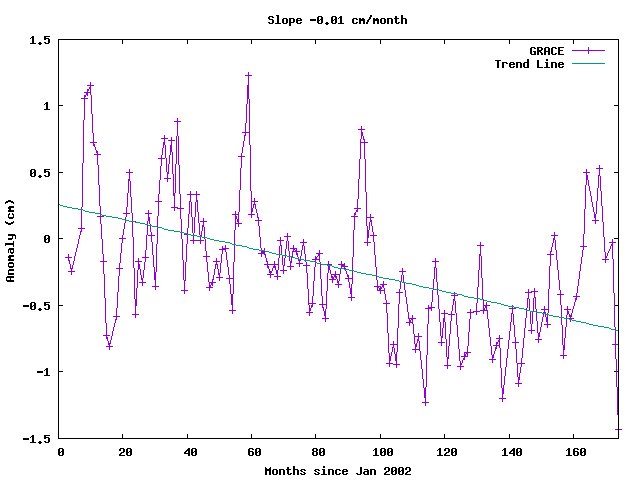 Slope -0.01 cm/month
GRACE
Trend Line
1.5
1
0.5
0
-0.5
-1
-1.5
Anomaly (cm)
0 20 40 60 80 100 120 140 160
Months since Jan 2002